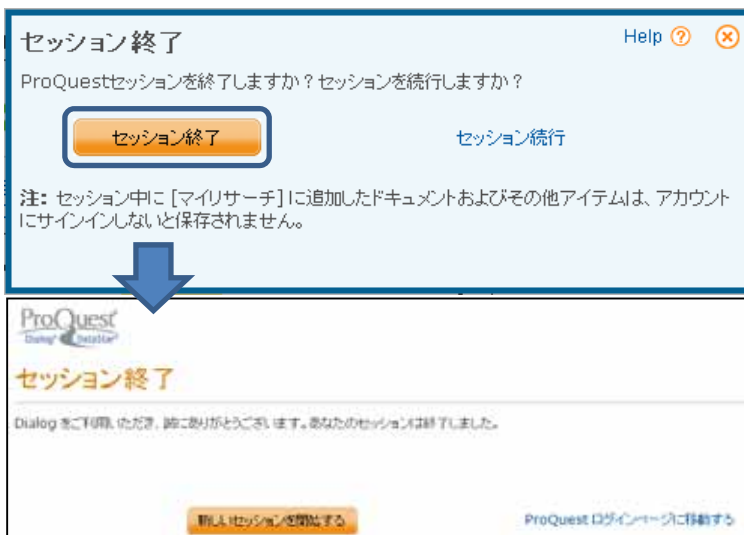 セッション終了
Help ?
ProQuestセッションを終了しますか？セッションを続行しますか？
セッション終了
セッション続行
注: セッション中に [マイリサーチ] に追加したドキュメントおよびその他アイテムは、アカウント
にサインインしないと保存されません。
ProQuest
Dialog DataStar
セッション終了
Dialog をご利用いただき、誠にありがとうございます。あなたのセッションは終了しました。
新しいセッションを開始する
ProQuest ログインページに移動する